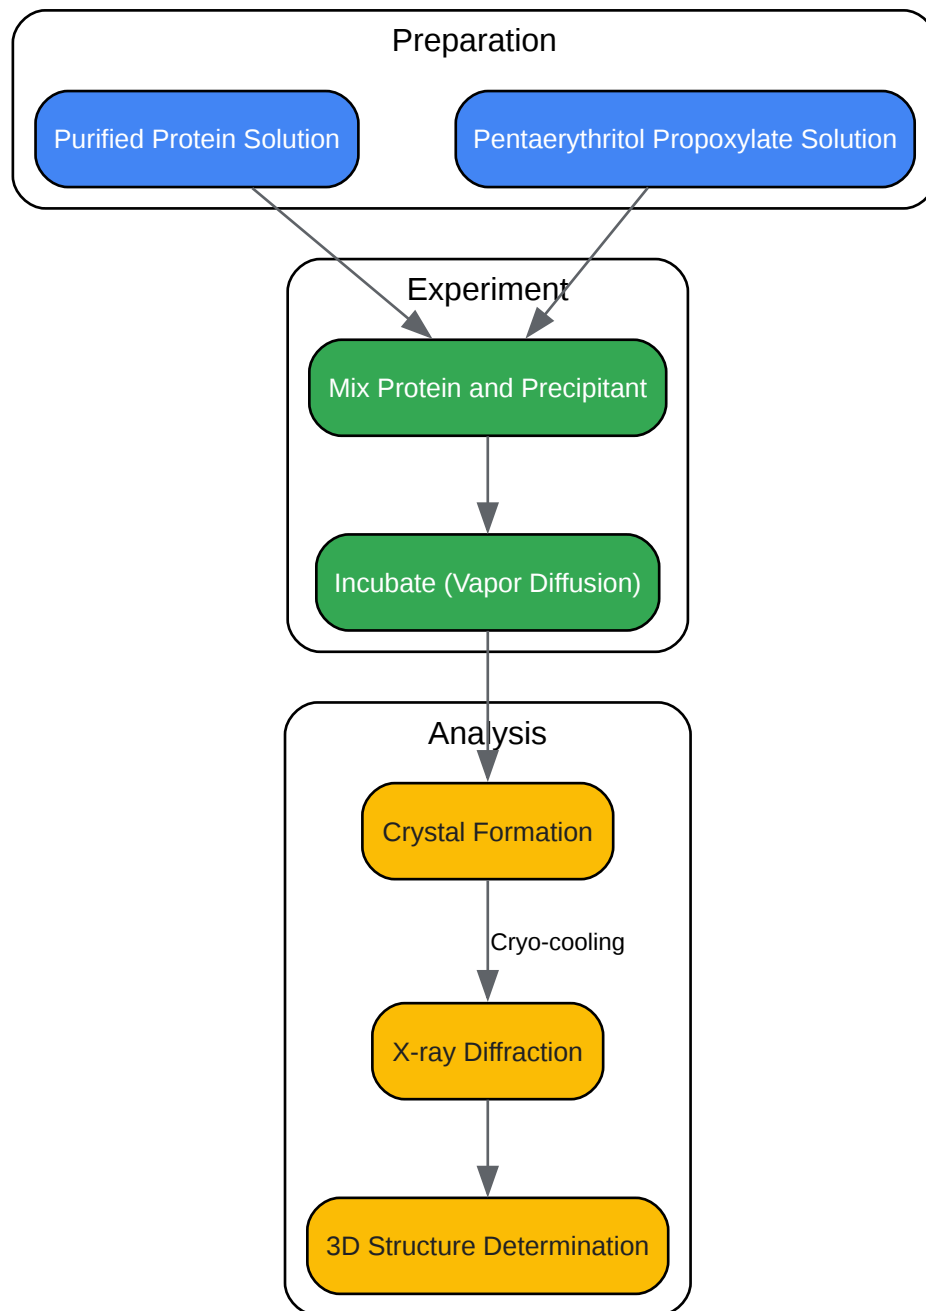 Preparation
Purified Protein Solution
Pentaerythritol Propoxylate Solution
Experiment
Mix Protein and Precipitant
Incubate (Vapor Diffusion)
Analysis
Crystal Formation
Cryo-cooling
X-ray Diffraction
3D Structure Determination